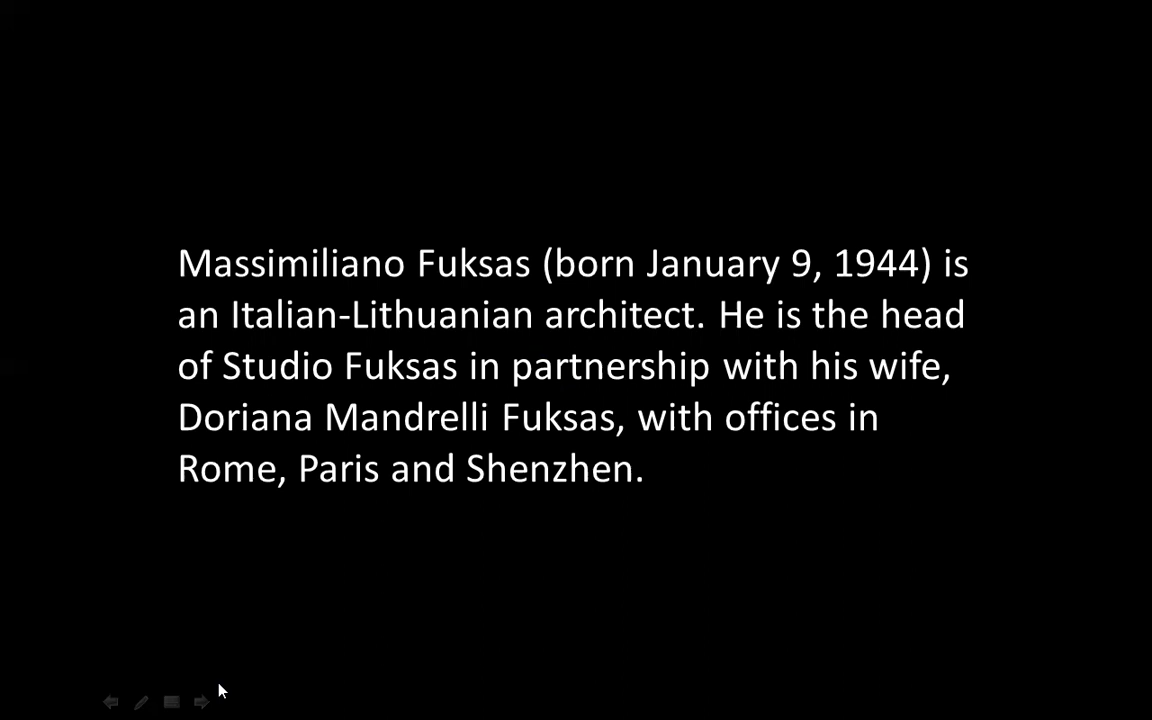 Massimiliano Fuksas (born January 9, 1944) is
an Italian-Lithuanian architect. He is the head
of Studio Fuksas in partnership with his wife,
Doriana Mandrelli Fuksas, with offices in
Rome, Paris and Shenzhen.